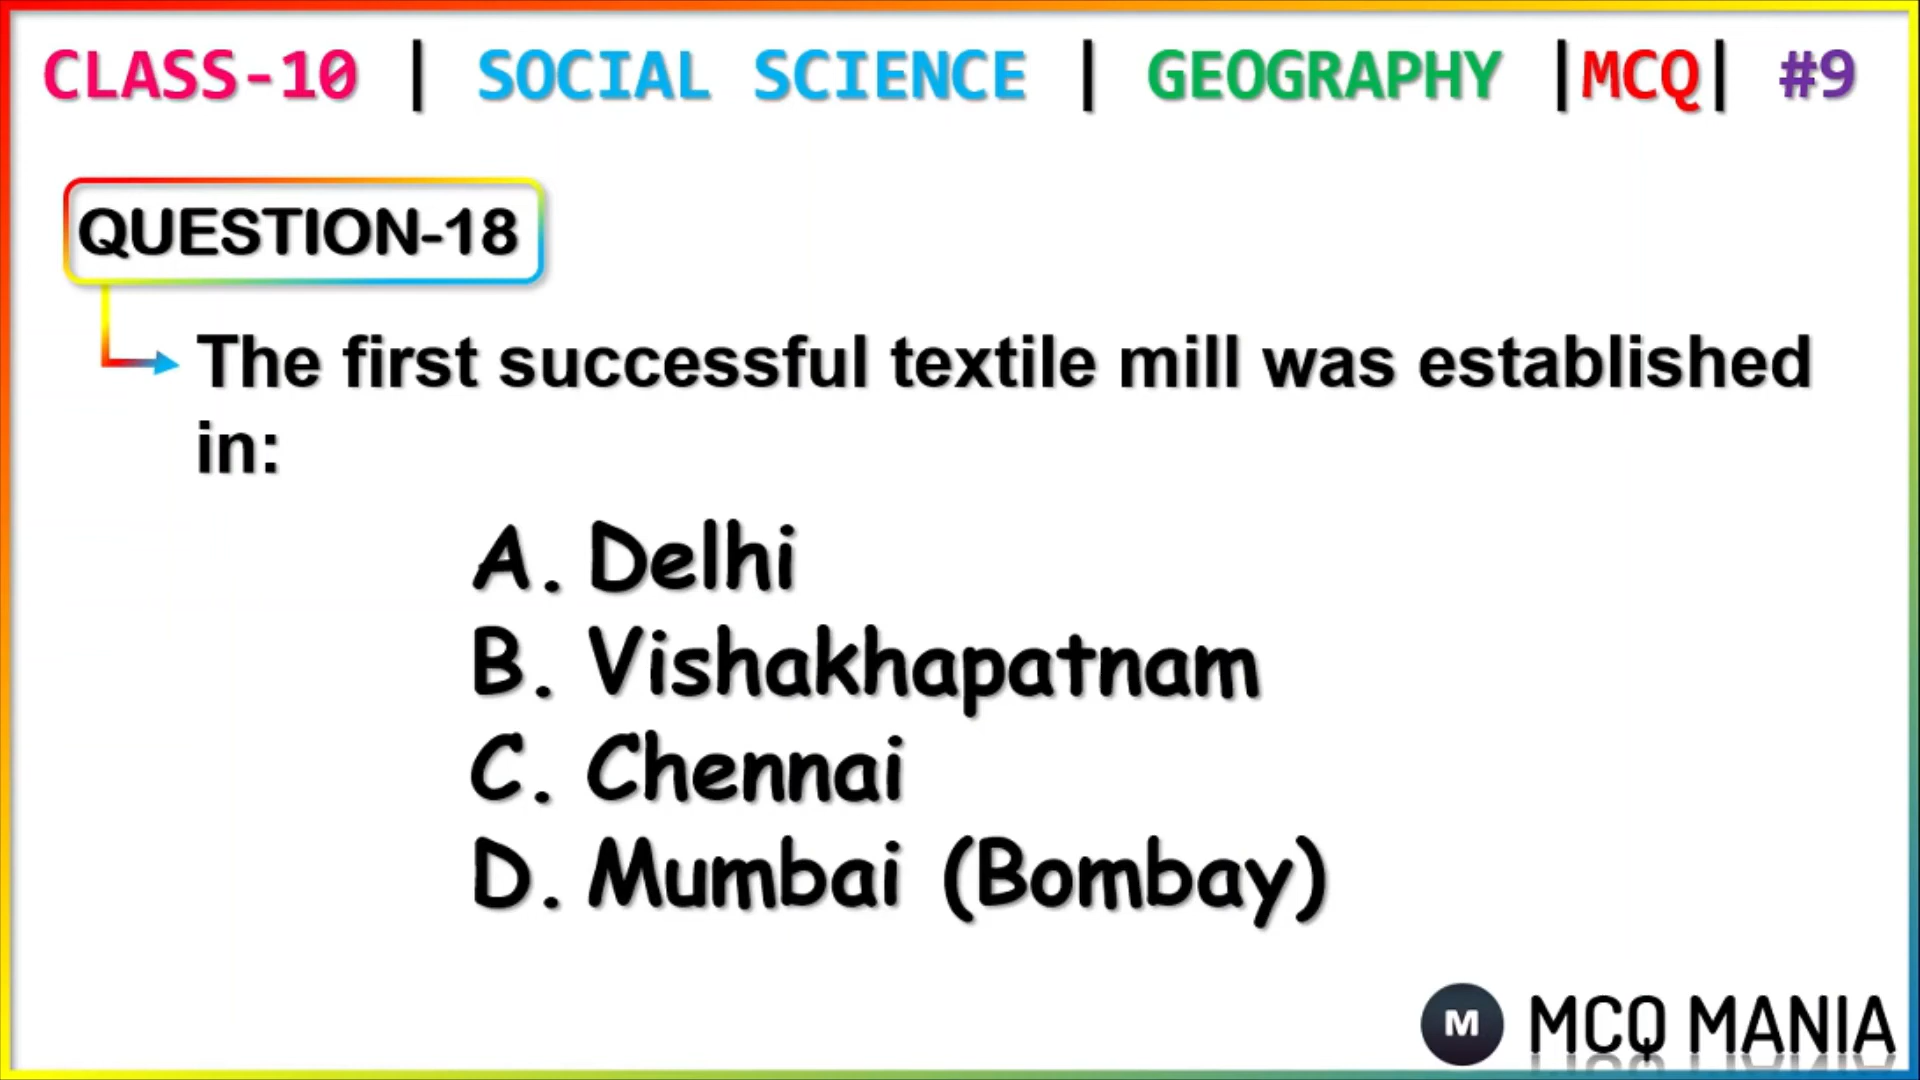 CLASS-10 | SOCIAL SCIENCE | GEOGRAPHY |MCQ| #9
QUESTION-18
The first successful textile mill was established
in:
A. Delhi
B. Vishakhapatnam
C. Chennai
D. Mumbai (Bombay)
M MCQ MANIA